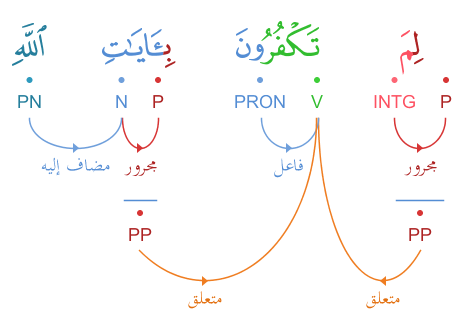 لِمَ تَكْفُرُونَ بِـَٔايَـٰتِ ٱللَّهِ
P INTG V PRON P N PN
مجرور فاعل مجرور مضاف إليه
PP PP
متعلق متعلق